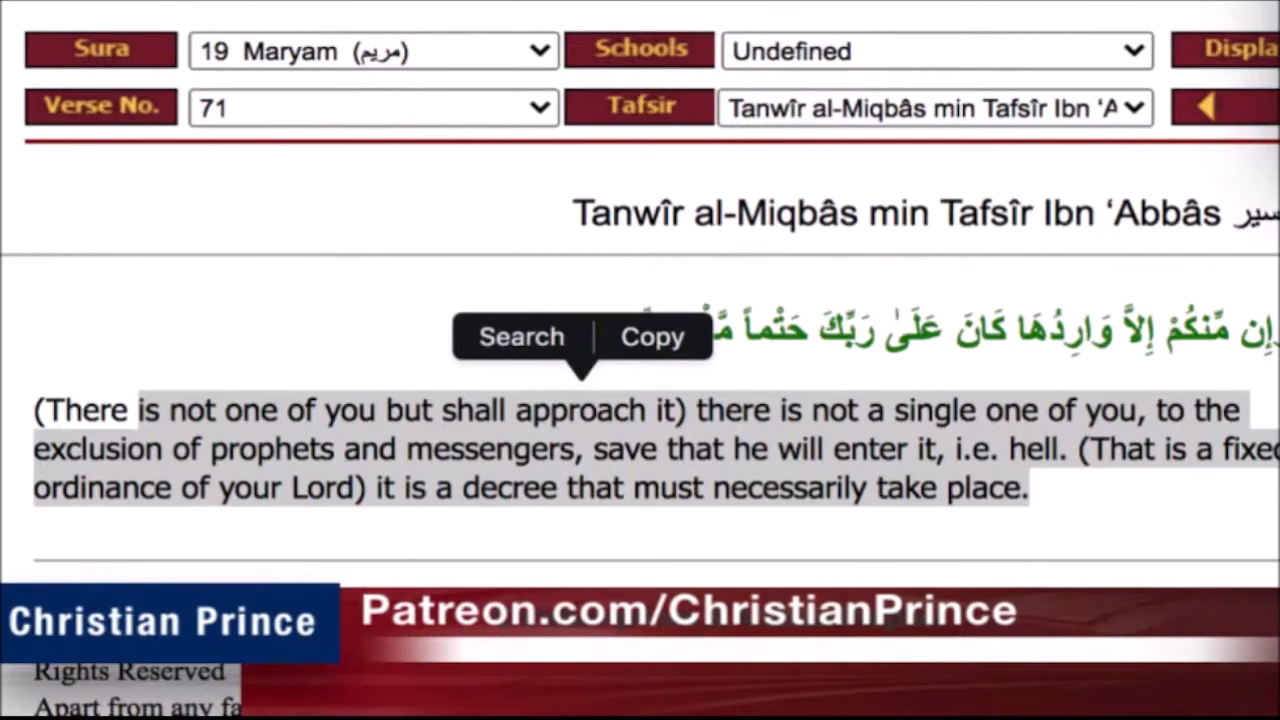 Sura 19 Maryam (مريم) Schools Undefined
Verse No. 71 Tafsir Tanwîr al-Miqbâs min Tafsîr Ibn ‘A
Tanwîr al-Miqbâs min Tafsîr Ibn ‘Abbâs
وَإِن مِّنكُمْ إِلاَّ وَارِدُهَا كَانَ عَلَىٰ رَبِّكَ حَتْماً
Search Copy
(There is not one of you but shall approach it) there is not a single one of you, to the
exclusion of prophets and messengers, save that he will enter it, i.e. hell. (That is a fixed
ordinance of your Lord) it is a decree that must necessarily take place.
Christian Prince Patreon.com/ChristianPrince
Rights Reserved
Apart from any